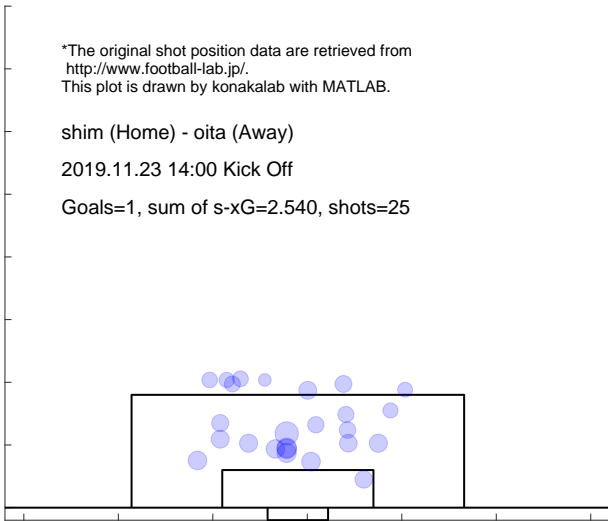 *The original shot position data are retrieved from
http://www.football-lab.jp/.
This plot is drawn by konakalab with MATLAB.
shim (Home) - oita (Away)
2019.11.23 14:00 Kick Off
Goals=1, sum of s-xG=2.540, shots=25